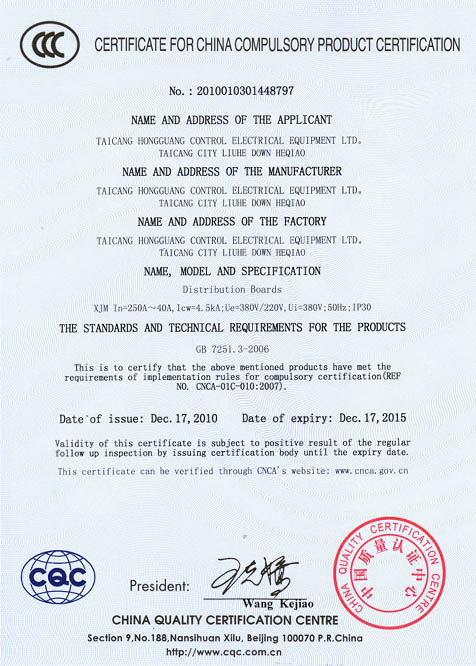 CCC
CERTIFICATE FOR CHINA COMPULSORY PRODUCT CERTIFICATION
No. : 2010010301448797
NAME AND ADDRESS OF THE APPLICANT
TAICANG HONGGUANG CONTROL ELECTRICAL EQUIPMENT LTD。
TAICANG CITY LIUHE DOWN HEQIAO
NAME AND ADDRESS OF THE MANUFACTURER
TAICANG HONGGUANG CONTROL ELECTRICAL EQUIPMENT LTD。
TAICANG CITY LIUHE DOWN HEQIAO
NAME AND ADDRESS OF THE FACTORY
TAICANG HONGGUANG CONTROL ELECTRICAL EQUIPMENT LTD。
TAICANG CITY LIUHE DOWN HEQIAO
NAME, MODEL AND SPECIFICATION
Distribution Boards
XJM In=250A~40A,Icw=4.5kA;Ue=380V/220V,Ui=380V;50Hz;IP30
THE STANDARDS AND TECHNICAL REQUIREMENTS FOR THE PRODUCTS
GB 7251.3-2006
This is to certify that the above mentioned products have met the
requirements of implementation rules for compulsory certification(REF
NO. CNCA-01C-010:2007).
Date of issue: Dec.17,2010 Date of expiry: Dec.17,2015
Validity of this certificate is subject to positive result of the regular
follow up inspection by issuing certification body until the expiry date.
This certificate can be verified through CNCA's website: www.cnca.gov.cn
CQC
President:
Wang Kejiao
CHINA QUALITY CERTIFICATION CENTRE
中国质量认证中心
CHINA QUALITY CERTIFICATION CENTRE
Section 9,No.188,Nansihuan Xilu, Beijing 100070 P.R.China
http://www.cqc.com.cn